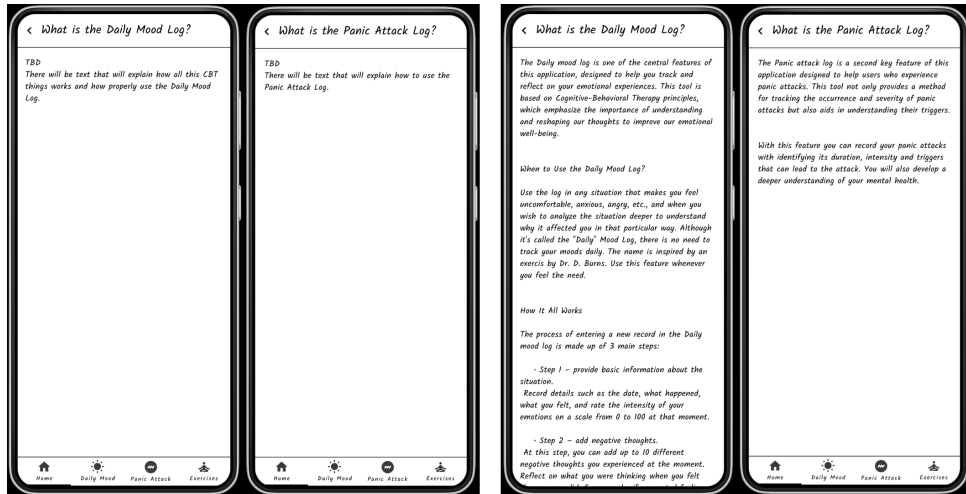 What is the Daily Mood Log?
TBD
There will be text that will explain how all this CBT
things works and how properly use the Daily Mood
Log.
Home
Daily Mood
Panic Attack
Exercises
What is the Panic Attack Log?
TBD
There will be text that will explain how to use the
Panic Attack Log.
Home
Daily Mood
Panic Attack
Exercises
What is the Daily Mood Log?
The Daily mood log is one of the central features of
this application, designed to help you track and
reflect on your emotional experiences. This tool is
based on Cognitive-Behavioral Therapy principles,
which emphasize the importance of understanding
and reshaping our thoughts to improve our emotional
well-being.
When to Use the Daily Mood Log?
Use the log in any situation that makes you feel
uncomfortable, anxious, angry, etc., and when you
wish to analyze the situation deeper to understand
why it affected you in that particular way. Although
it's called the "Daily" Mood Log, there is no need to
track your moods daily. The name is inspired by an
exercis by Dr. D. Burns. Use this feature whenever
you feel the need.
How It All Works
The process of entering a new record in the Daily
mood log is made up of 3 main steps:
• Step 1 – provide basic information about the
situation.
Record details such as the date, what happened,
what you felt, and rate the intensity of your
emotions on a scale from 0 to 100 at that moment.
• Step 2 – add negative thoughts.
At this step, you can add up to 10 different
negative thoughts you experienced at the moment.
Reflect on what you were thinking when you felt
What is the Panic Attack Log?
The Panic attack log is a second key feature of this
application designed to help users who experience
panic attacks. This tool not only provides a method
for tracking the occurrence and severity of panic
attacks but also aids in understanding their triggers.
With this feature you can record your panic attacks
with identifying its duration, intensity and triggers
that can lead to the attack. You will also develop a
deeper understanding of your mental health.
Home
Daily Mood
Panic Attack
Exercises